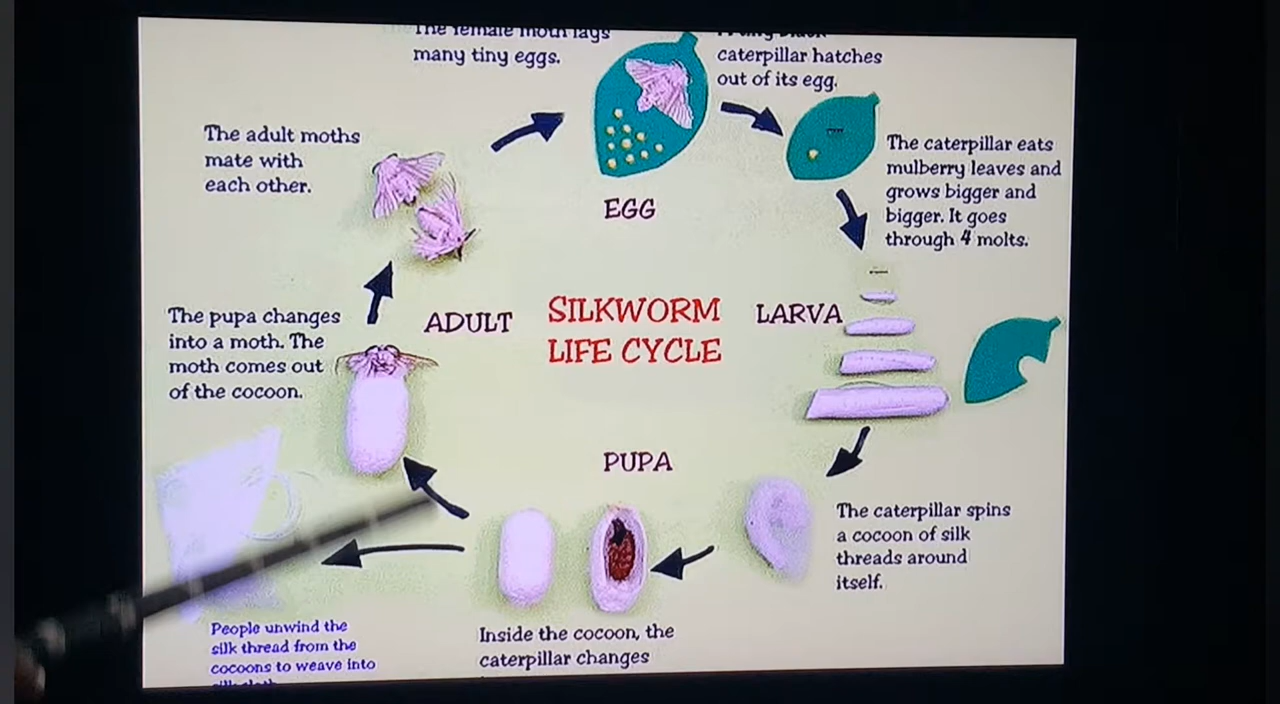 The female moth lays
many tiny eggs.
caterpillar hatches
out of its egg.
The adult moths
mate with
each other.
The caterpillar eats
mulberry leaves and
grows bigger and
bigger. It goes
through 4 molts.
EGG
The pupa changes
into a moth. The
moth comes out
of the cocoon.
ADULT
SILKWORM
LIFE CYCLE
LARVA
PUPA
The caterpillar spins
a cocoon of silk
threads around
itself.
People unwind the
silk thread from the
cocoons to weave into
Inside the cocoon, the
caterpillar changes